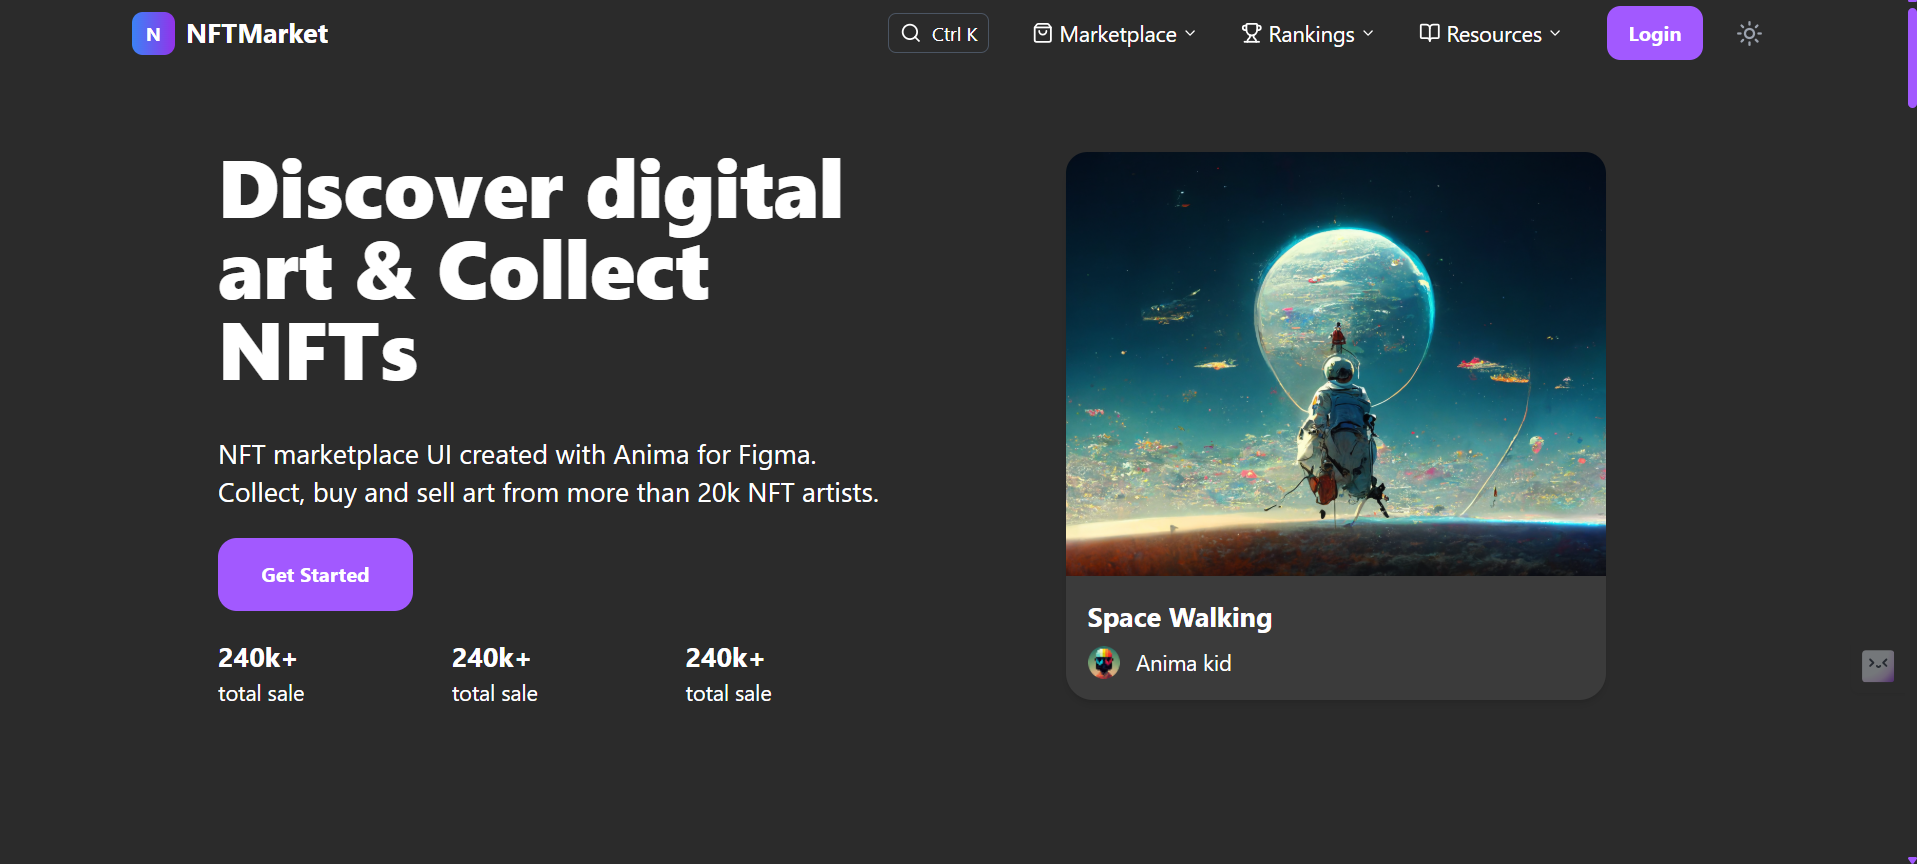 N NFTMarket
Ctrl K
Marketplace
Rankings
Resources
Login
Discover digital
art & Collect
NFTs
NFT marketplace UI created with Anima for Figma.
Collect, buy and sell art from more than 20k NFT artists.
Get Started
240k+ 240k+ 240k+
total sale total sale total sale
Space Walking
Anima kid